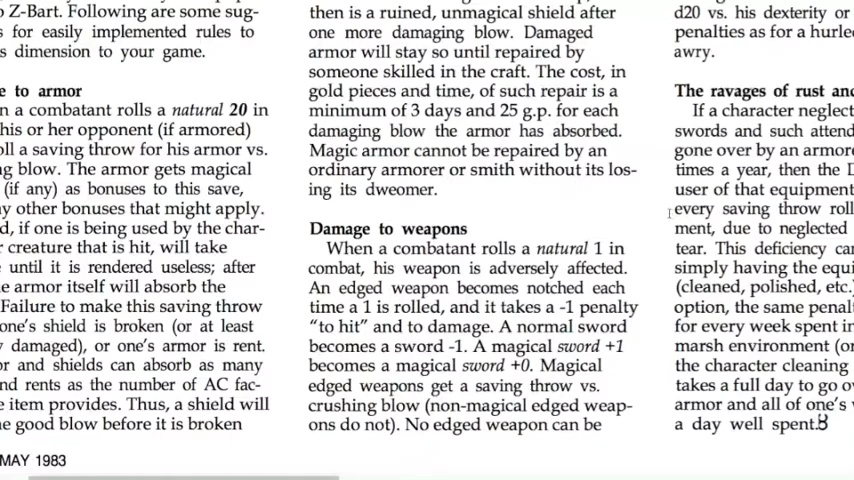 o Z-Bart. Following are some sug-
s for easily implemented rules to
s dimension to your game.
e to armor
n a combatant rolls a natural 20 in
his or her opponent (if armored)
oll a saving throw for his armor vs.
ng blow. The armor gets magical
(if any) as bonuses to this save,
y other bonuses that might apply.
d, if one is being used by the char-
r creature that is hit, will take
until it is rendered useless; after
e armor itself will absorb the
Failure to make this saving throw
one's shield is broken (or at least
y damaged), or one's armor is rent.
or and shields can absorb as many
nd rents as the number of AC fac-
e item provides. Thus, a shield will
ne good blow before it is broken
MAY 1983
then is a ruined, unmagical shield after
one more damaging blow. Damaged
armor will stay so until repaired by
someone skilled in the craft. The cost, in
gold pieces and time, of such repair is a
minimum of 3 days and 25 g.p. for each
damaging blow the armor has absorbed.
Magic armor cannot be repaired by an
ordinary armorer or smith without its los-
ing its dweomer.
Damage to weapons
When a combatant rolls a natural 1 in
combat, his weapon is adversely affected.
An edged weapon becomes notched each
time a 1 is rolled, and it takes a -1 penalty
"to hit" and to damage. A normal sword
becomes a sword -1. A magical sword +1
becomes a magical sword +0. Magical
edged weapons get a saving throw vs.
crushing blow (non-magical edged weap-
ons do not). No edged weapon can be
d20 vs. his dexterity or
penalties as for a hurle
awry.
The ravages of rust an
If a character neglect
swords and such attend
gone over by an armore
times a year, then the D
user of that equipment
every saving throw roll
ment, due to neglected
tear. This deficiency ca
simply having the equi
(cleaned, polished, etc.
option, the same penal
for every week spent i
marsh environment (or
the character cleaning
takes a full day to go o
armor and all of one's
a day well spent.